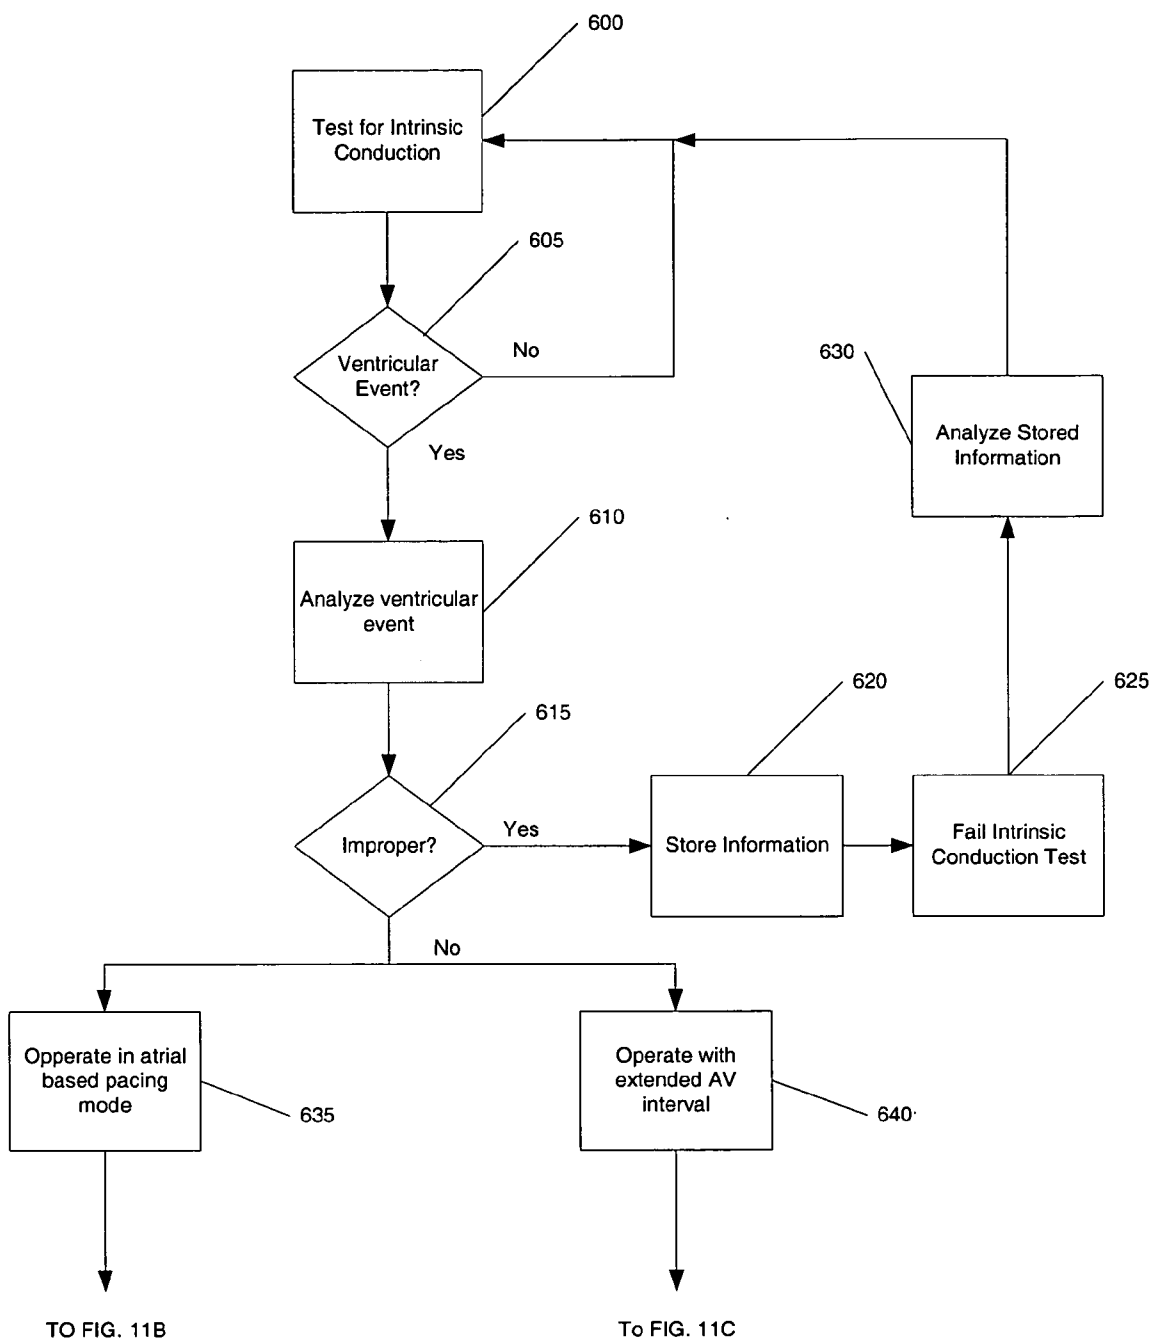 600
Test for Intrinsic
Conduction
605
Ventricular
Event?
No
Yes
630
Analyze Stored
Information
610
Analyze ventricular
event
615
Improper?
Yes
620
Store Information
625
Fail Intrinsic
Conduction Test
No
Opperate in atrial
based pacing
mode
635
Operate with
extended AV
interval
640
TO FIG. 11B
To FIG. 11C